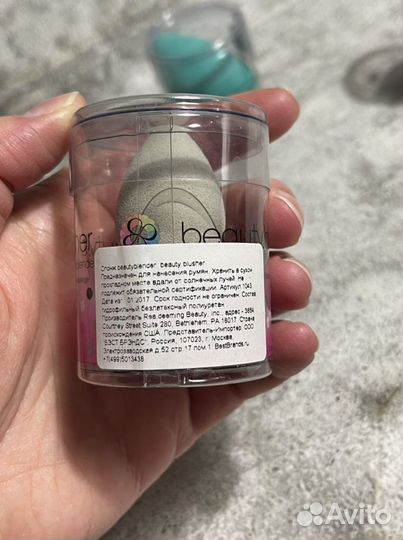 beauty
Спонж beautyblender beauty blusher
Предназначен для нанесения румян. Хранить в сухом
прохладном месте вдали от солнечных лучей. Не
подлежит обязательной сертификации. Артикул 1043
Дата изг: 01.2017. Срок годности не ограничен. Состав:
гидрофильный безлатексный полиуретан
Производитель Rea.deeming Beauty, inc., адрес - 3864
Courtney Street Suite 280, Betnlehem, PA 18017. Страна
происхождения США. Представитель-Импортер: ООО
"БЭСТ БРЭНДС", Россия, 107023, г. Москва,
Электрозаводская д.52 стр.17 пом 1. BestBrands.ru
+7(499)5013438
Avito